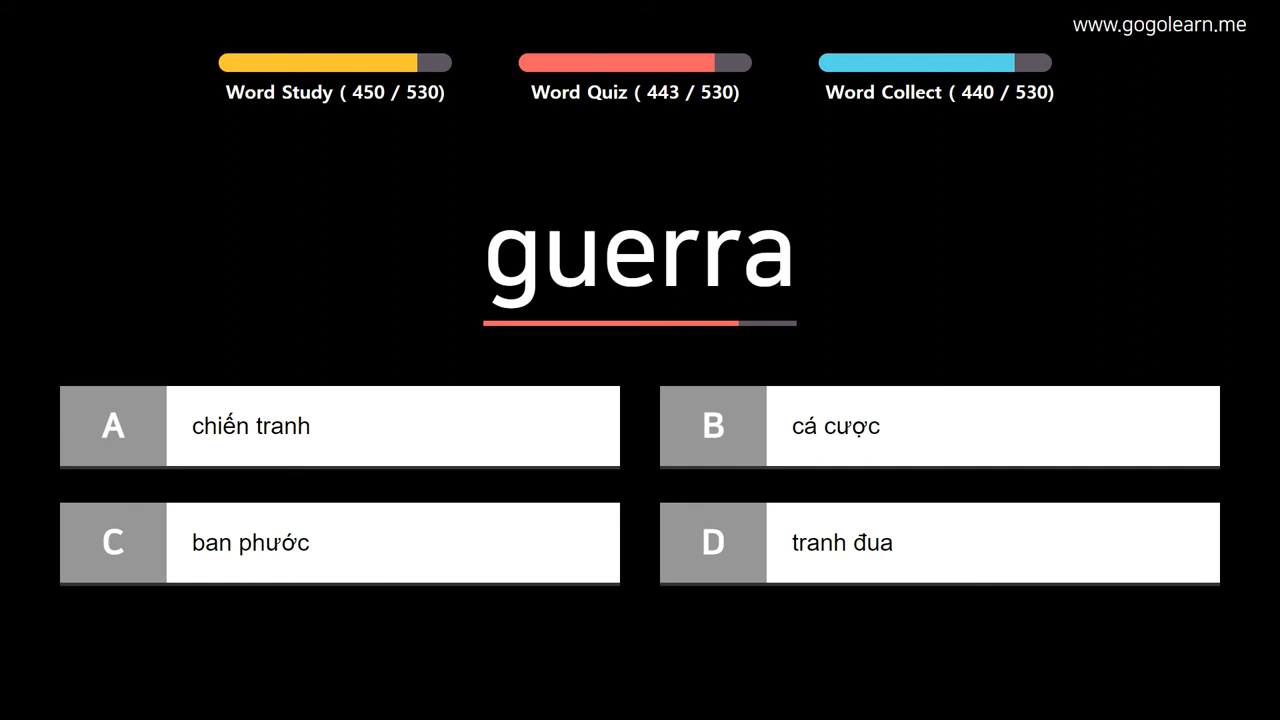 www.gogolearn.me
Word Study ( 450 / 530)
Word Quiz ( 443 / 530)
Word Collect ( 440 / 530)
guerra
A
chiến tranh
B
cá cược
C
ban phước
D
tranh đua